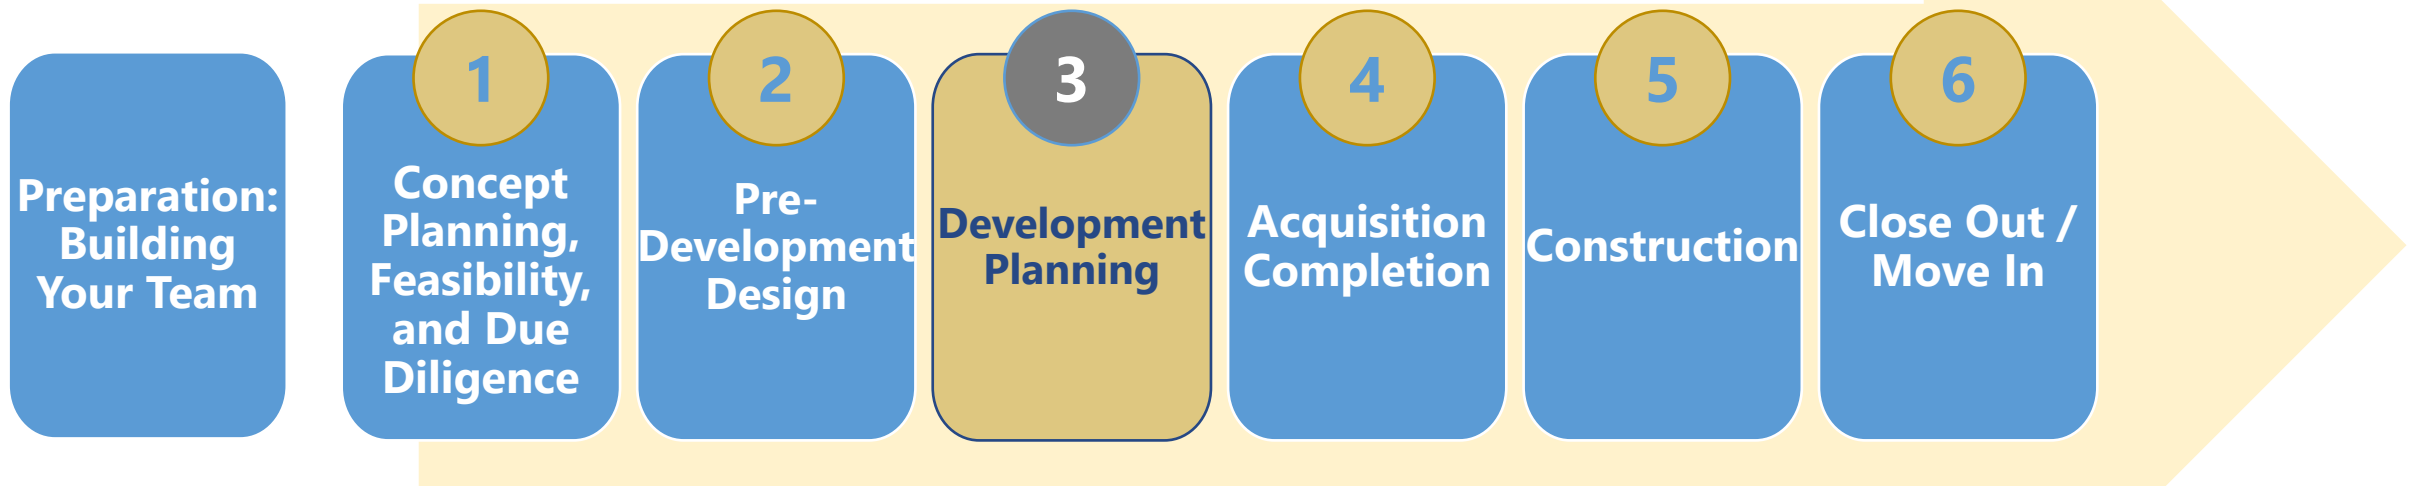 Preparation:
Building
Your Team
1
Concept
Planning,
Feasibility,
and Due
Diligence
2
Pre-
Development
Design
3
Development
Planning
4
Acquisition
Completion
5
Construction
6
Close Out /
Move In